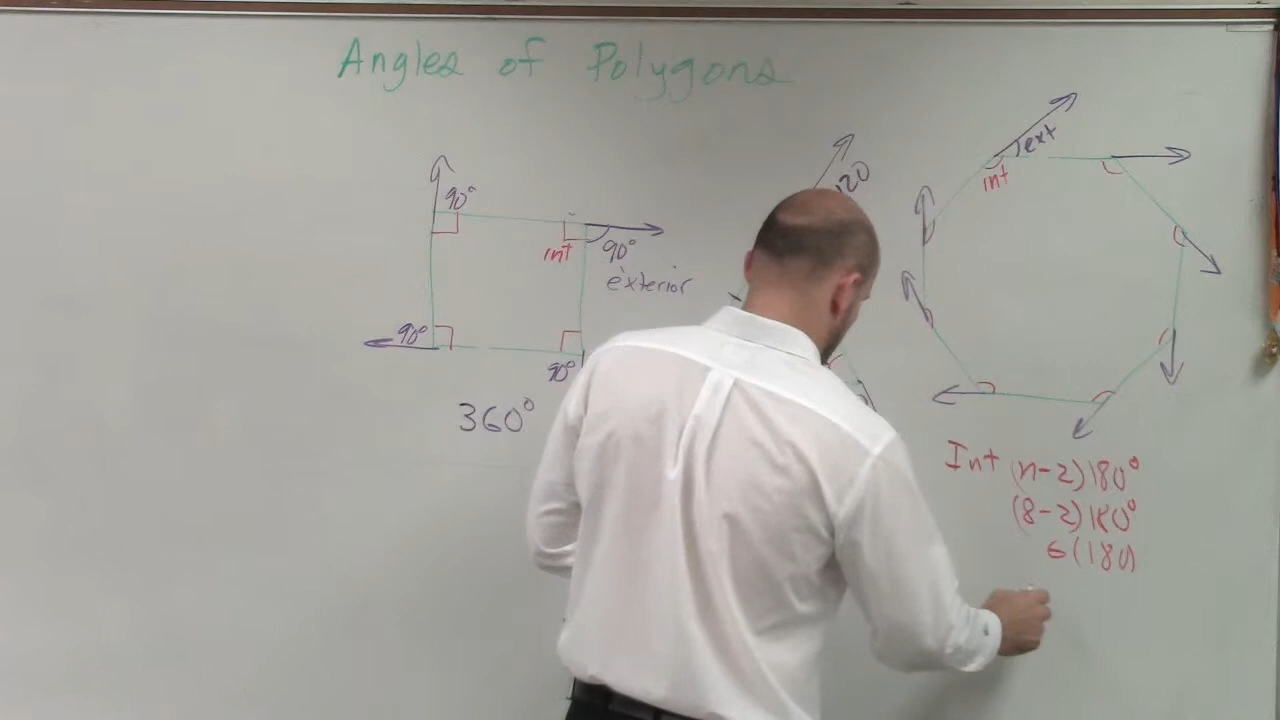 Angles of Polygons
90°
int
90°
exterior
90°
90°
360°
120
int
ext
Int (n-2)180°
(8-2)180°
6(180)